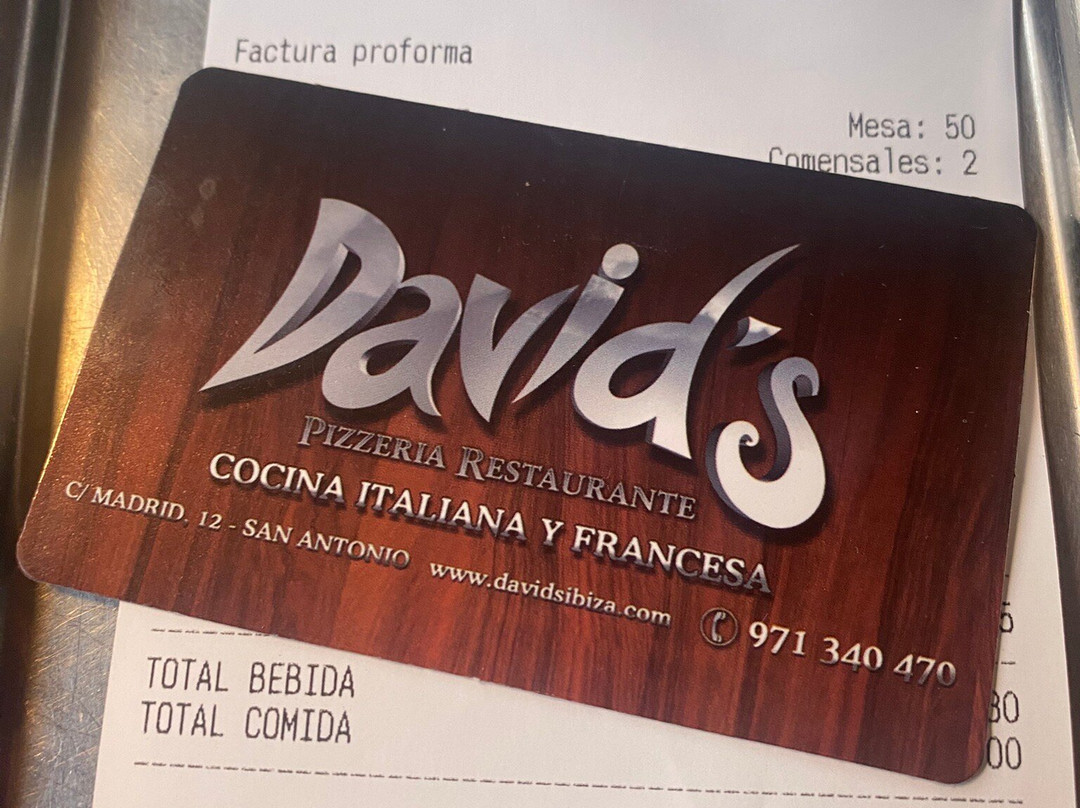 Factura proforma
Mesa: 50
Comensales: 2
David's
PIZZERIA RESTAURANTE
COCINA ITALIANA Y FRANCESA
C/ MADRID, 12 - SAN ANTONIO www.davidsibiza.com 971 340 470
TOTAL BEBIDA
TOTAL COMIDA